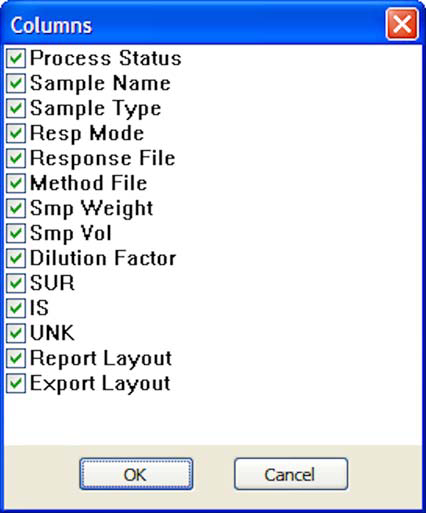 Columns
Process Status
Sample Name
Sample Type
Resp Mode
Response File
Method File
Smp Weight
Smp Vol
Dilution Factor
SUR
IS
UNK
Report Layout
Export Layout
OK Cancel